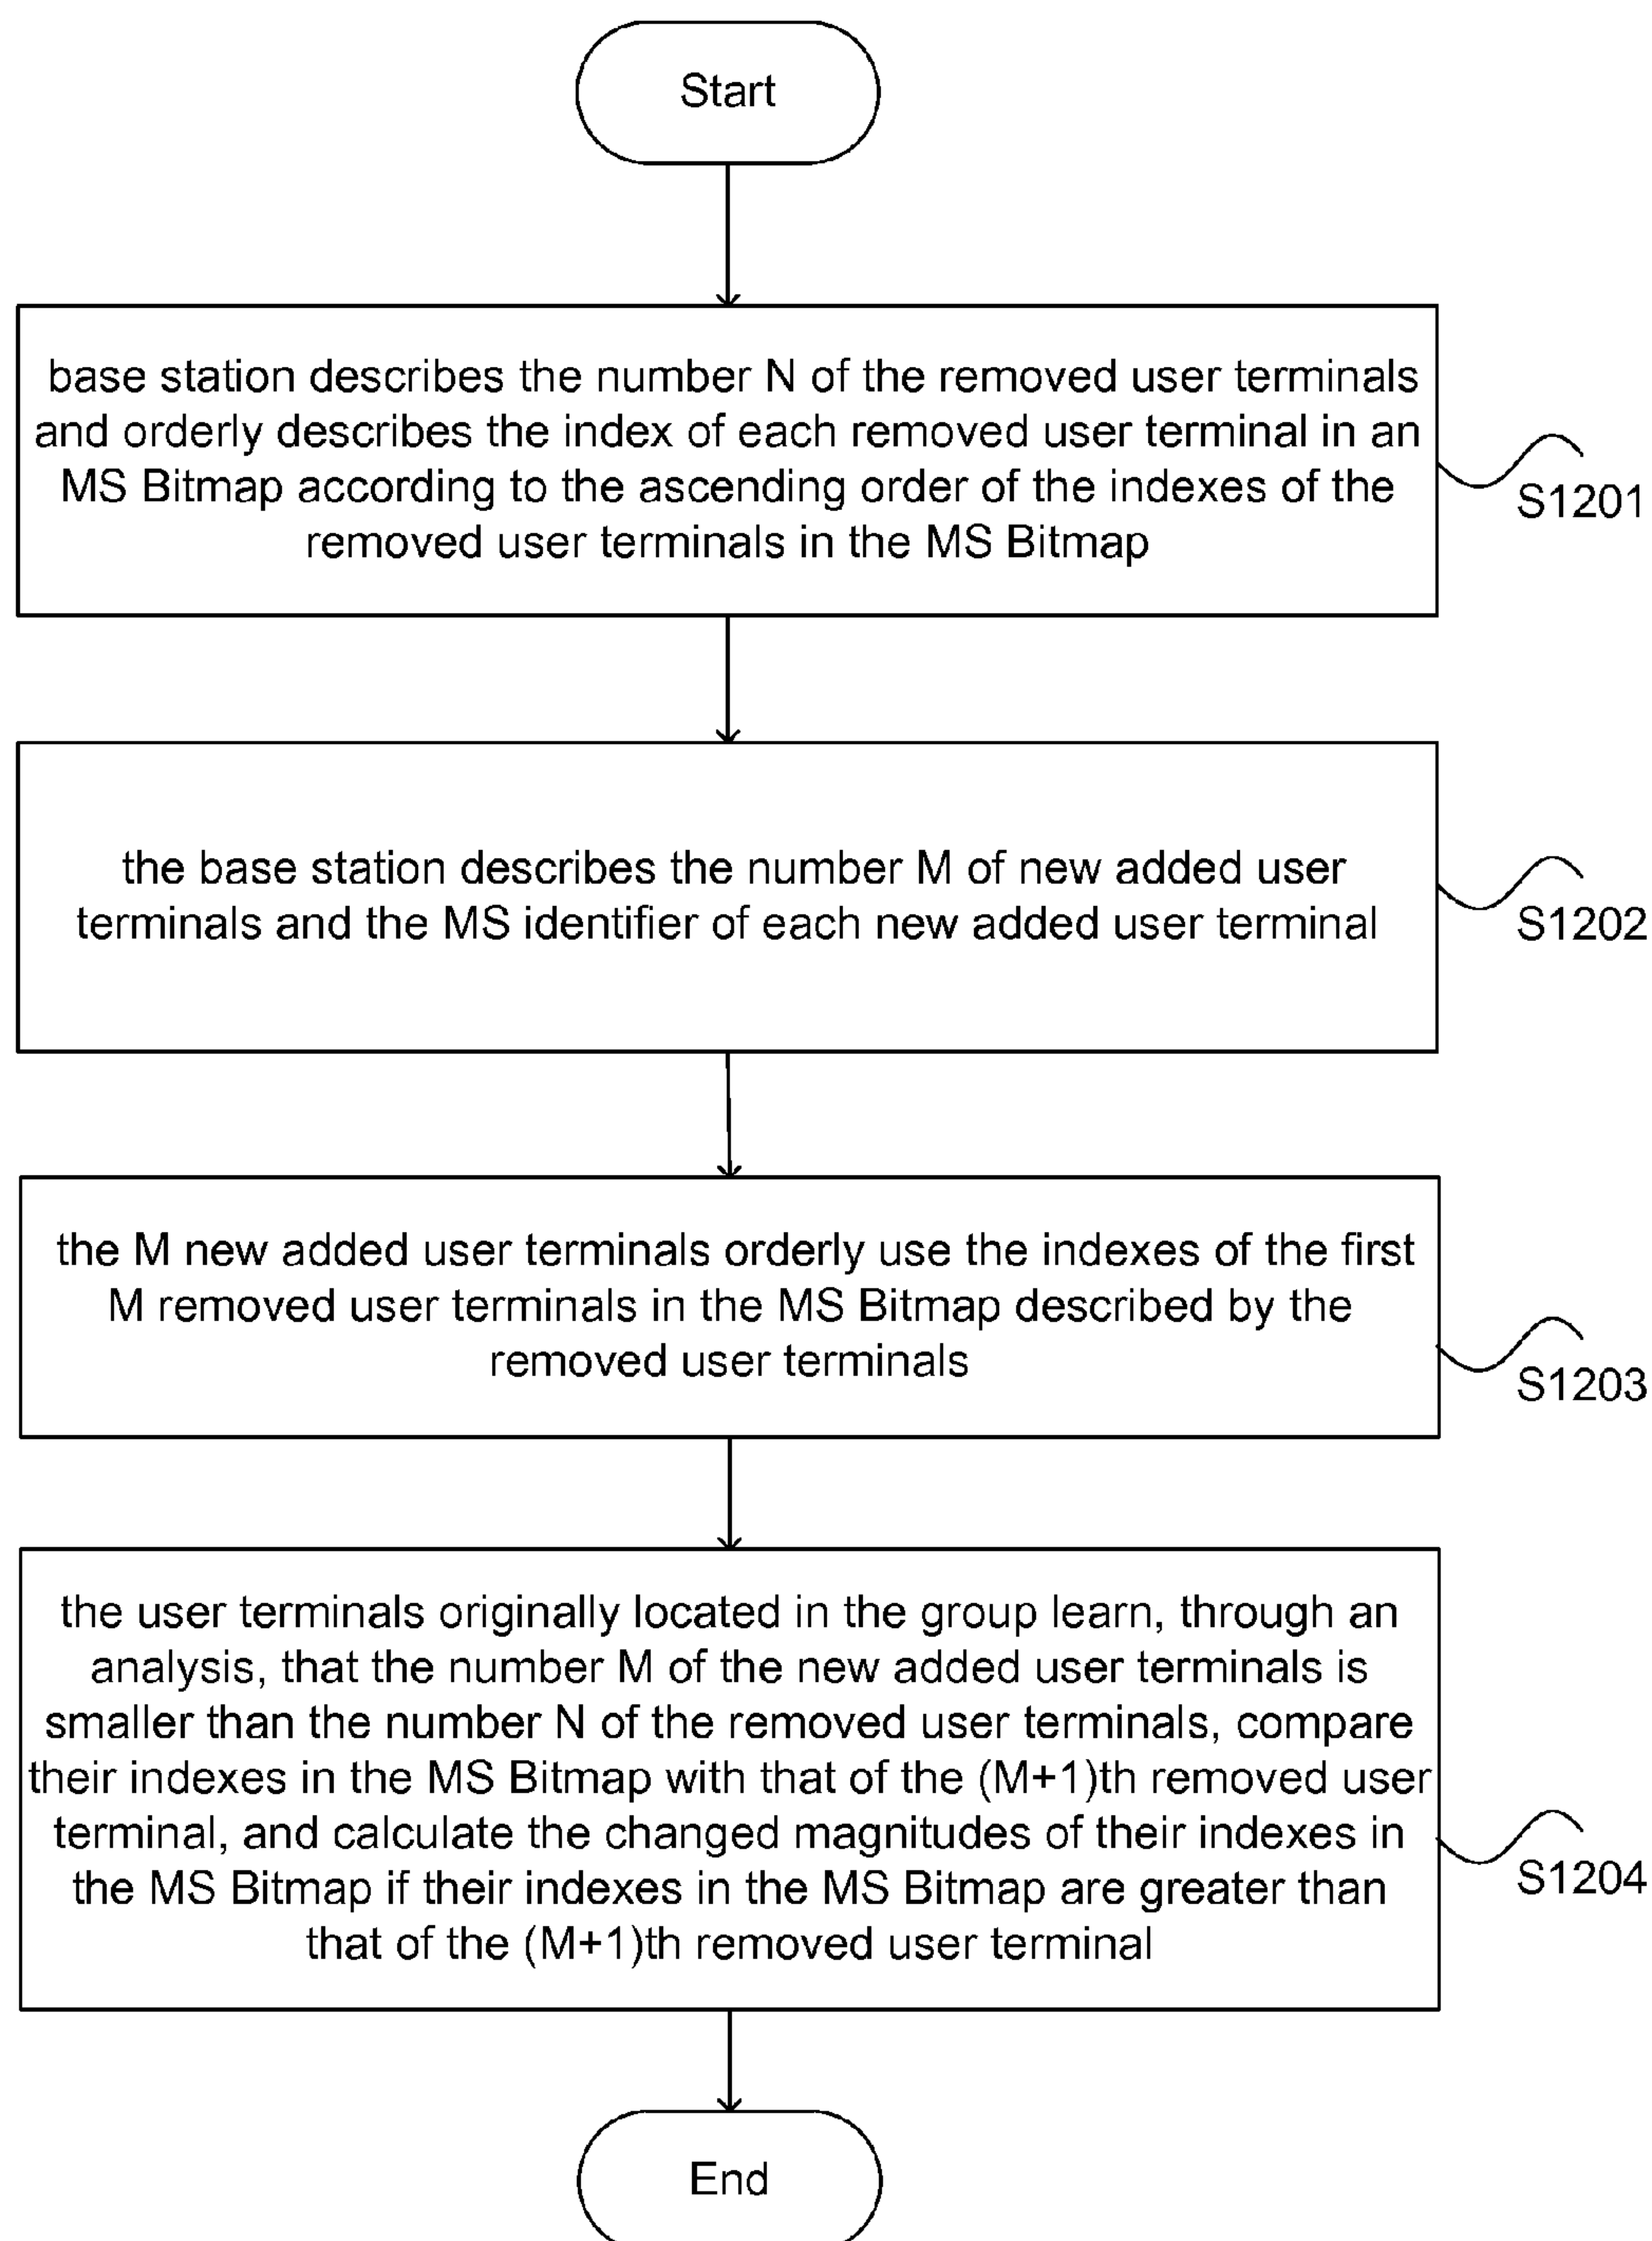 Start
base station describes the number N of the removed user terminals
and orderly describes the index of each removed user terminal in an
MS Bitmap according to the ascending order of the indexes of the
removed user terminals in the MS Bitmap
S1201
the base station describes the number M of new added user
terminals and the MS identifier of each new added user terminal
S1202
the M new added user terminals orderly use the indexes of the first
M removed user terminals in the MS Bitmap described by the
removed user terminals
S1203
the user terminals originally located in the group learn, through an
analysis, that the number M of the new added user terminals is
smaller than the number N of the removed user terminals, compare
their indexes in the MS Bitmap with that of the (M+1)th removed user
terminal, and calculate the changed magnitudes of their indexes in
the MS Bitmap if their indexes in the MS Bitmap are greater than
that of the (M+1)th removed user terminal
S1204
End